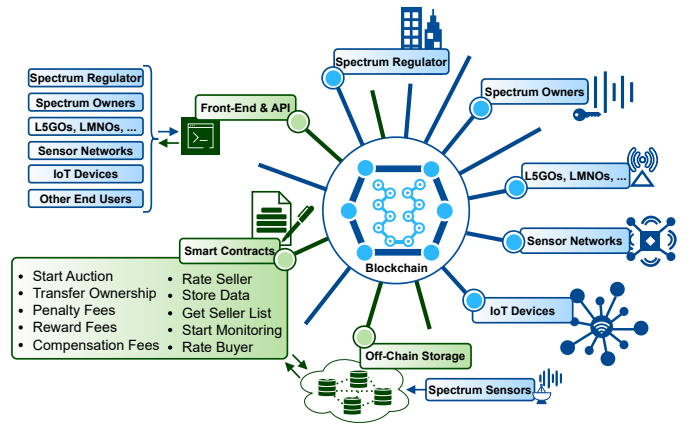 Spectrum Regulator
Spectrum Owners
L5GOs, LMNOs, ...
Sensor Networks
IoT Devices
Other End Users
Front-End & API
Spectrum Regulator
Spectrum Owners
L5GOs, LMNOs, ...
Sensor Networks
IoT Devices
Blockchain
Smart Contracts
• Start Auction
• Transfer Ownership
• Penalty Fees
• Reward Fees
• Compensation Fees
• Rate Seller
• Store Data
• Get Seller List
• Start Monitoring
• Rate Buyer
Off-Chain Storage
Spectrum Sensors